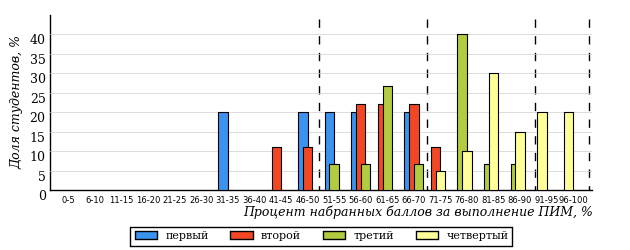 Доля студентов, %
40
35
30
25
20
15
10
5
0
0-5 6-10 11-15 16-20 21-25 26-30 31-35 36-40 41-45 46-50 51-55 56-60 61-65 66-70 71-75 76-80 81-85 86-90 91-95 96-100
Процент набранных баллов за выполнение ПИМ, %
первый второй третий четвертый